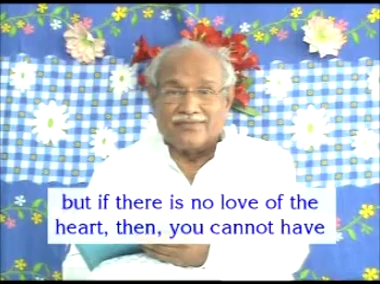 but if there is no love of the
heart, then, you cannot have